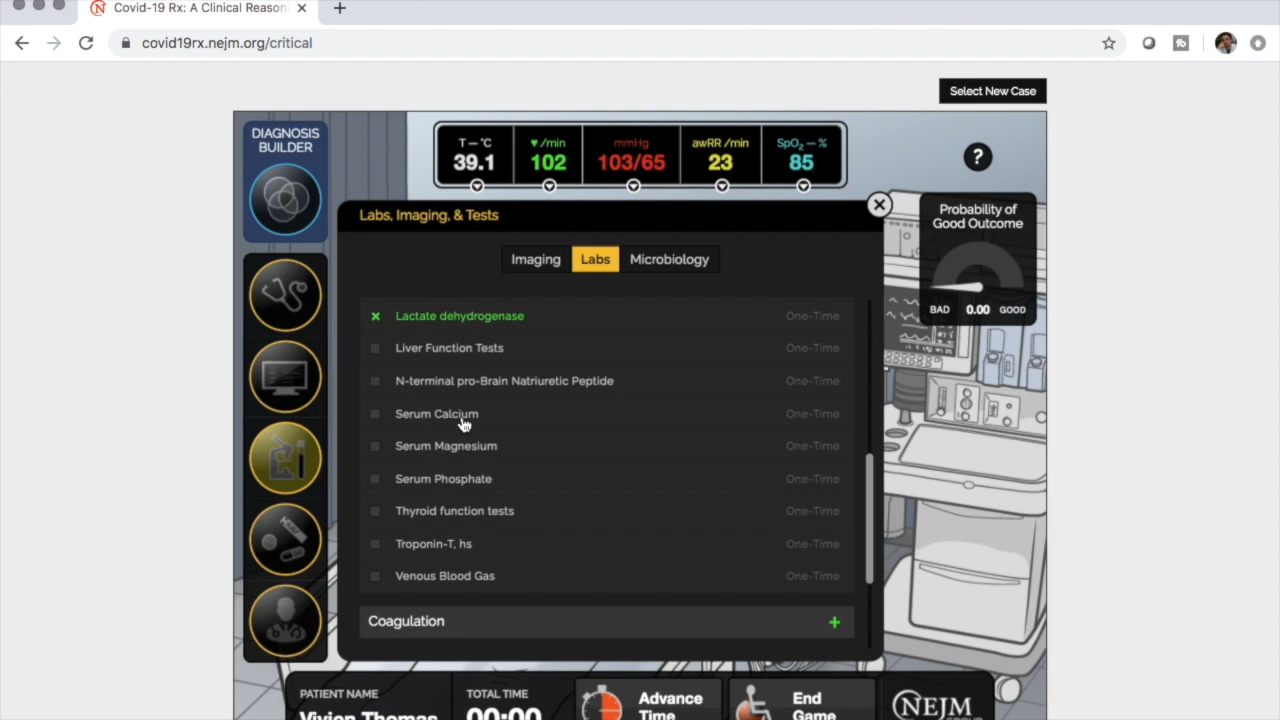 Covid-19 Rx: A Clinical Reason
covid19rx.nejm.org/critical
Select New Case
DIAGNOSIS
BUILDER
T — °C
39.1
♥ /min
102
mmHg
103/65
awRR /min
23
SpO₂ — %
85
?
Labs, Imaging, & Tests
Imaging
Labs
Microbiology
Probability of
Good Outcome
BAD 0.00 GOOD
Lactate dehydrogenase One-Time
Liver Function Tests One-Time
N-terminal pro-Brain Natriuretic Peptide One-Time
Serum Calcium One-Time
Serum Magnesium One-Time
Serum Phosphate One-Time
Thyroid function tests One-Time
Troponin-T, hs One-Time
Venous Blood Gas One-Time
Coagulation +
PATIENT NAME
Vivien Thomas
TOTAL TIME
00:00
Advance
Time
End
Game
NEJM